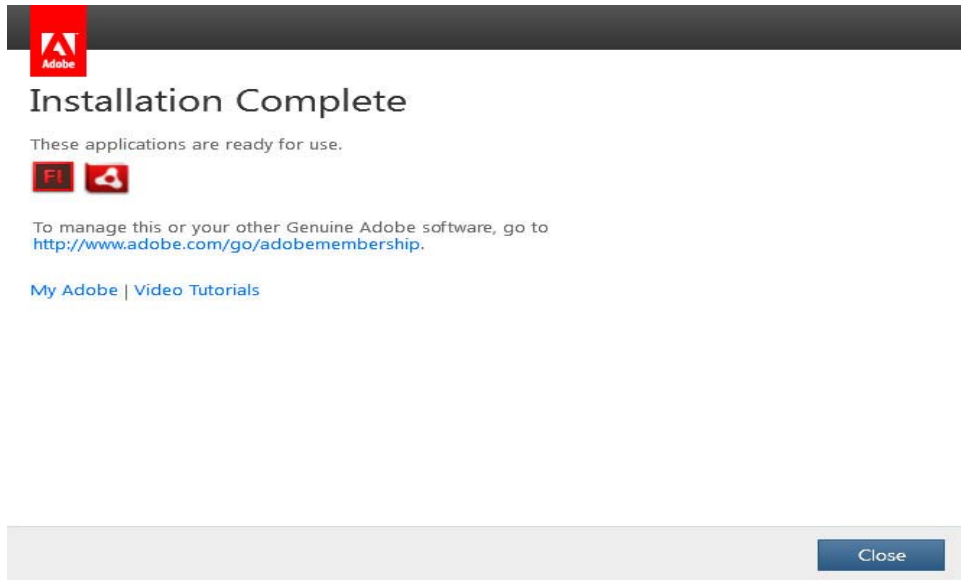 Adobe
Installation Complete
These applications are ready for use.
Fl
To manage this or your other Genuine Adobe software, go to
http://www.adobe.com/go/adobemembership.
My Adobe | Video Tutorials
Close